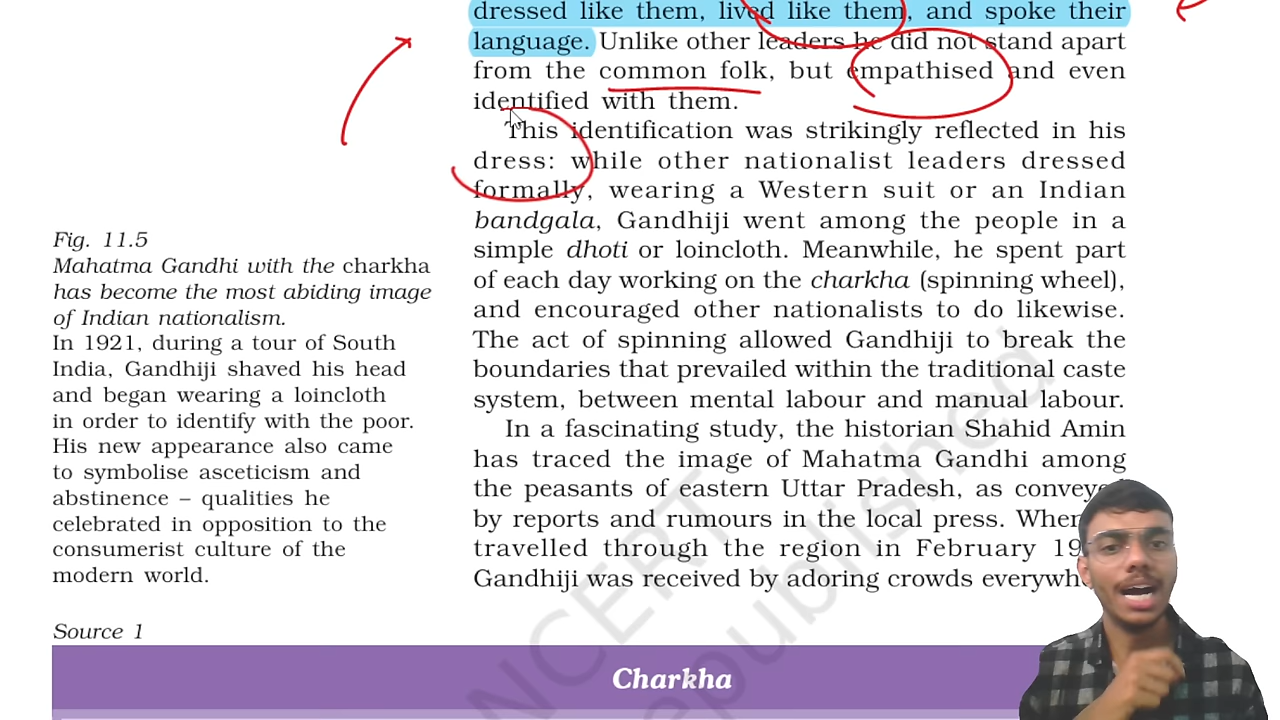 dressed like them, lived like them, and spoke their
language. Unlike other leaders he did not stand apart
from the common folk, but empathised and even
identified with them.
This identification was strikingly reflected in his
dress: while other nationalist leaders dressed
formally, wearing a Western suit or an Indian
bandgala, Gandhiji went among the people in a
simple dhoti or loincloth. Meanwhile, he spent part
of each day working on the charkha (spinning wheel),
and encouraged other nationalists to do likewise.
The act of spinning allowed Gandhiji to break the
boundaries that prevailed within the traditional caste
system, between mental labour and manual labour.
In a fascinating study, the historian Shahid Amin
has traced the image of Mahatma Gandhi among
the peasants of eastern Uttar Pradesh, as conveyed
by reports and rumours in the local press. When
travelled through the region in February
Gandhiji was received by adoring crowds
Fig. 11.5
Mahatma Gandhi with the charkha
has become the most abiding image
of Indian nationalism.
In 1921, during a tour of South
India, Gandhiji shaved his head
and began wearing a loincloth
in order to identify with the poor.
His new appearance also came
to symbolise asceticism and
abstinence – qualities he
celebrated in opposition to the
consumerist culture of the
modern world.
Source 1
Charkha
NCERT
republished